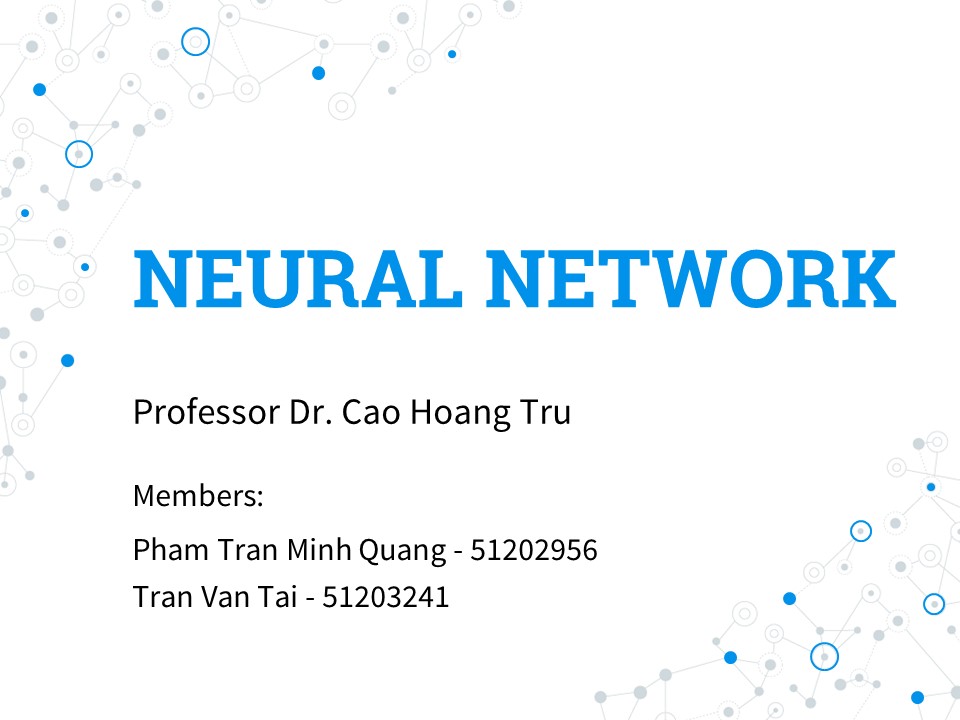 NEURAL NETWORK
Professor Dr. Cao Hoang Tru
Members:
Pham Tran Minh Quang - 51202956
Tran Van Tai - 51203241